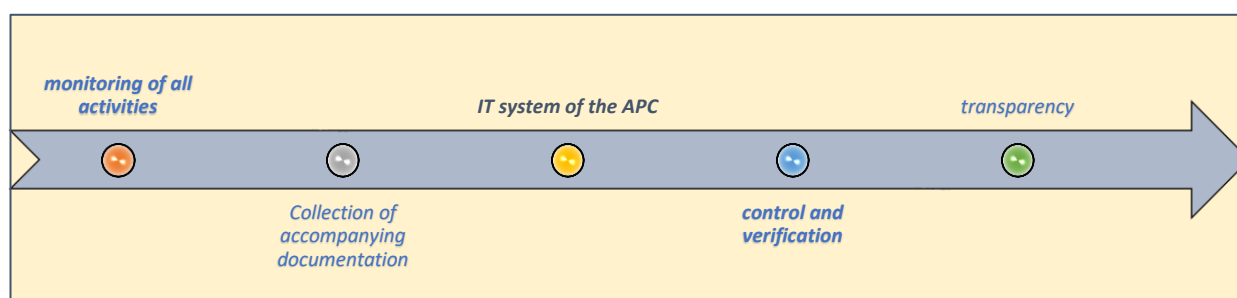 monitoring of all
activities
Collection of
accompanying
documentation
IT system of the APC
control and
verification
transparency